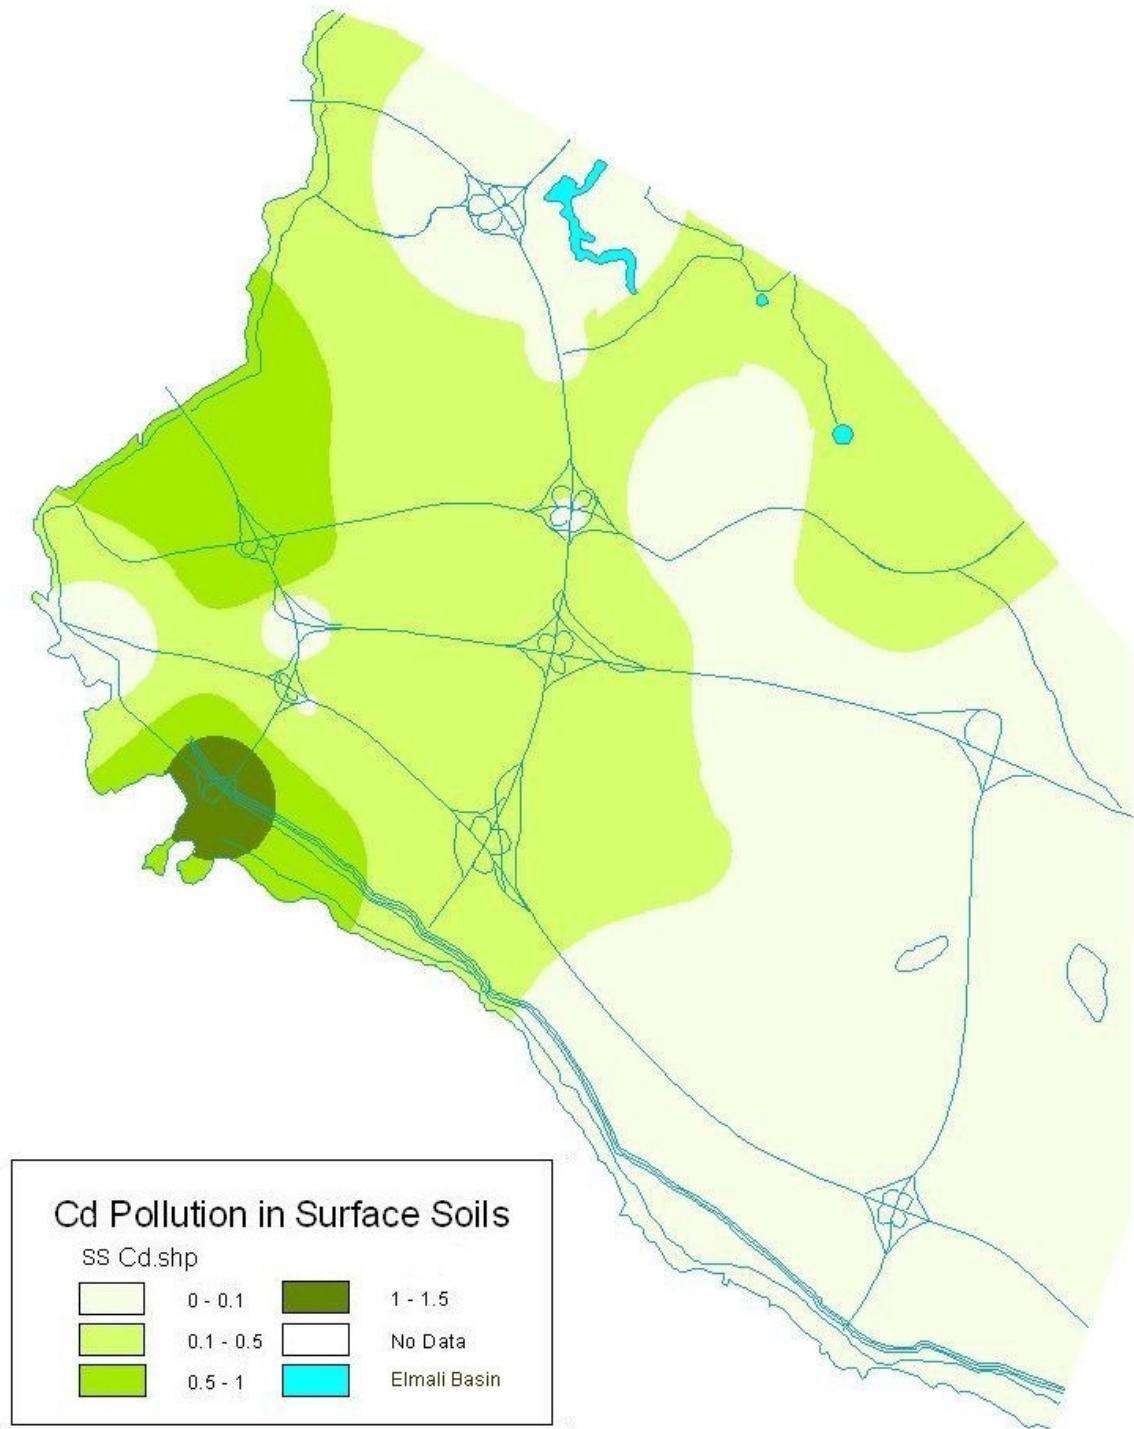 Cd Pollution in Surface Soils
SS Cd.shp
0 - 0.1
1 - 1.5
0.1 - 0.5
No Data
0.5 - 1
Elmali Basin